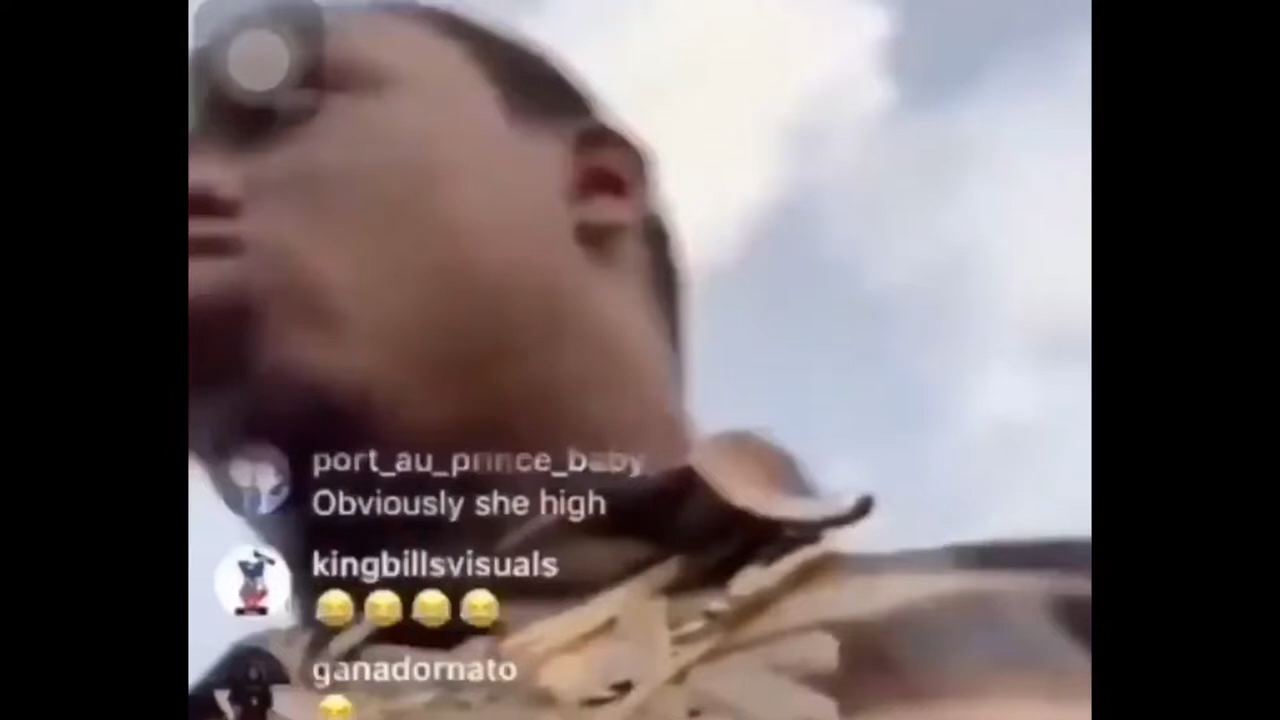 port_au_prince_baby
Obviously she high
kingbillsvisuals
😂😂😂😂
ganadornato
😂